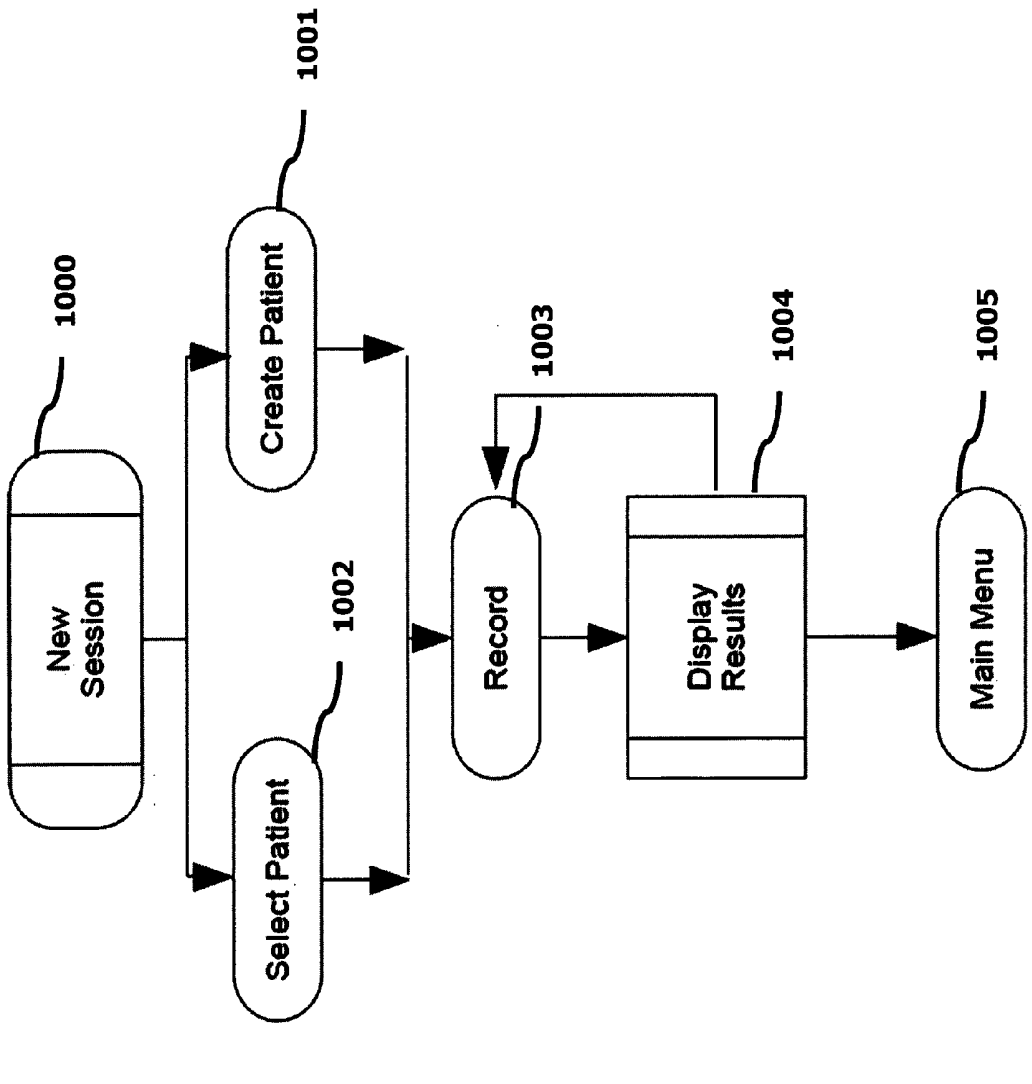 New
Session
1000
Create Patient
1001
Select Patient
1002
Record
1003
Display
Results
1004
Main Menu
1005